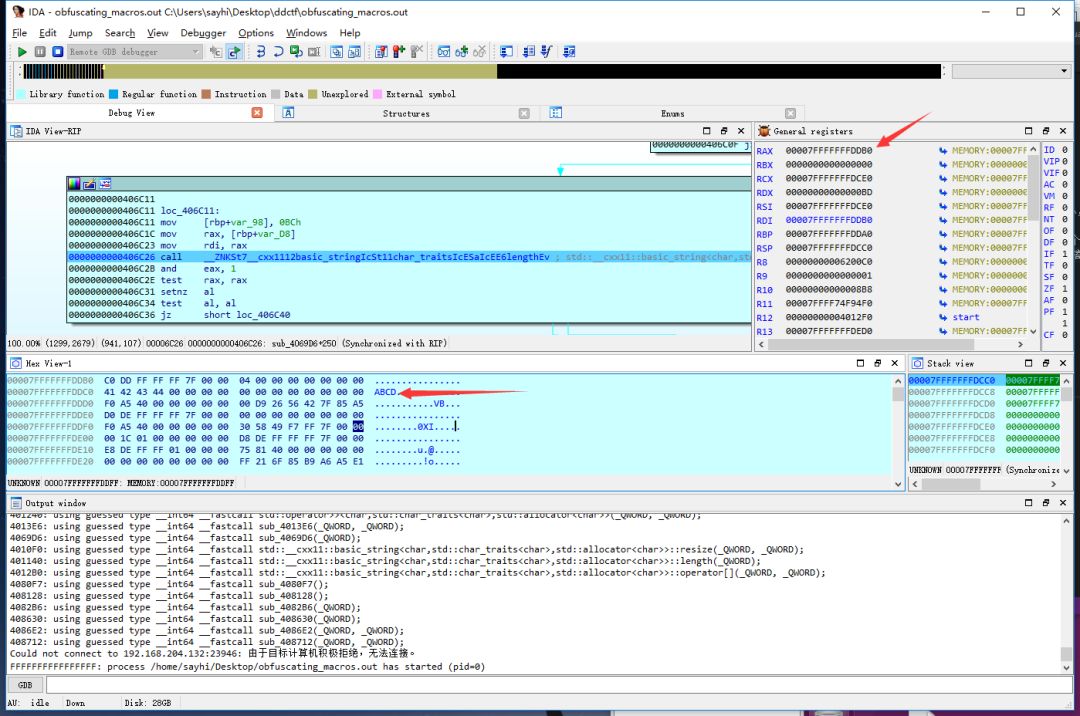 IDA - obfuscating_macros.out C:\Users\sayhi\Desktop\ddctf\obfuscating_macros.out
File Edit Jump Search View Debugger Options Windows Help
Remote GDB debugger
Library function Regular function Instruction Data Unexplored External symbol
Debug View Structures Enums
IDA View-RIP
0000000000406C0F j
0000000000406C11
0000000000406C11 loc_406C11:
0000000000406C11 mov [rbp+var_98], 0BCh
0000000000406C1C mov rax, [rbp+var_D8]
0000000000406C23 mov rdi, rax
0000000000406C26 call __ZNKSt7__cxx1112basic_stringIcSt11char_traitsIcESaIcEE6lengthEv ; std::__cxx11::basic_string<char,st
0000000000406C2B and eax, 1
0000000000406C2E test rax, rax
0000000000406C31 setnz al
0000000000406C34 test al, al
0000000000406C36 jz short loc_406C40
100.00% (1299,2679) (941,107) 00006C26 0000000000406C26: sub_4069D6+250 (Synchronized with RIP)
General registers
RAX 00007FFFFFFFDDB0 MEMORY:00007FF
RBX 0000000000000000 MEMORY:0000000
RCX 00007FFFFFFFDCE0 MEMORY:00007FF
RDX 00000000000000BD MEMORY:0000000
RSI 00007FFFFFFFDCE0 MEMORY:00007FF
RDI 00007FFFFFFFDDB0 MEMORY:00007FF
RBP 00007FFFFFFFDDA0 MEMORY:00007FF
RSP 00007FFFFFFFDCC0 MEMORY:00007FF
R8 00000000006200C0 MEMORY:0000000
R9 0000000000000001 MEMORY:0000000
R10 00000000000008B8 MEMORY:0000000
R11 00007FFFF74F94F0 MEMORY:00007FF
R12 00000000004012F0 start
R13 00007FFFFFFFDED0 MEMORY:00007FF
ID 0
VIP 0
VIF 0
AC 0
VM 0
RF 0
NT 0
OF 0
DF 0
IF 1
TF 0
SF 0
ZF 1
AF 0
PF 1
1
CF 0
Hex View-1
00007FFFFFFFDDB0 C0 DD FF FF FF 7F 00 00 04 00 00 00 00 00 00 00 ................
00007FFFFFFFDDC0 41 42 43 44 00 00 00 00 00 00 00 00 00 00 00 00 ABCD
00007FFFFFFFDDD0 F0 A5 40 00 00 00 00 00 00 D9 26 56 42 7F 85 A5 ...........VB...
00007FFFFFFFDDE0 D0 DE FF FF FF 7F 00 00 00 00 00 00 00 00 00 00 ................
00007FFFFFFFDDF0 F0 A5 40 00 00 00 00 00 30 58 49 F7 FF 7F 00 00 ........0XI.....
00007FFFFFFFDE00 00 1C 01 00 00 00 00 00 D8 DE FF FF FF 7F 00 00 ................
00007FFFFFFFDE10 E8 DE FF FF 01 00 00 00 75 81 40 00 00 00 00 00 ........u.@.....
00007FFFFFFFDE20 00 00 00 00 00 00 00 00 FF 21 6F 85 B9 A6 A5 E1 .........!o.....
UNKNOWN 00007FFFFFFFDDFF: MEMORY:00007FFFFFFFDDFF
Stack view
00007FFFFFFFDCC0 00007FFFF7
00007FFFFFFFDCC8 00007FFFFF
00007FFFFFFFDCD0 00007FFFF7
00007FFFFFFFDCD8 0000000000
00007FFFFFFFDCE0 0000000000
00007FFFFFFFDCE8 0000000000
00007FFFFFFFDCF0 0000000000
UNKNOWN 00007FFFFFFF (Synchronize
Output window
401240: using guessed type __int64 __fastcall std::operator>><char,std::char_traits<char>,std::allocator<char>>(_QWORD, _QWORD);
4013E6: using guessed type __int64 __fastcall sub_4013E6(_QWORD, _QWORD);
4069D6: using guessed type __int64 __fastcall sub_4069D6(_QWORD, _QWORD);
4010F0: using guessed type __int64 __fastcall std::__cxx11::basic_string<char,std::char_traits<char>,std::allocator<char>>::resize(_QWORD, _QWORD);
401140: using guessed type __int64 __fastcall std::__cxx11::basic_string<char,std::char_traits<char>,std::allocator<char>>::length(_QWORD);
4012B0: using guessed type __int64 __fastcall std::__cxx11::basic_string<char,std::char_traits<char>,std::allocator<char>>::operator[](_QWORD, _QWORD);
4080F7: using guessed type __int64 __fastcall sub_4080F7();
408128: using guessed type __int64 __fastcall sub_408128();
4082B6: using guessed type __int64 __fastcall sub_4082B6(_QWORD);
408630: using guessed type __int64 __fastcall sub_408630(_QWORD);
4086E2: using guessed type __int64 __fastcall sub_4086E2(_QWORD, _QWORD);
408712: using guessed type __int64 __fastcall sub_408712(_QWORD, _QWORD);
Could not connect to 192.168.204.132:23946: 由于目标计算机积极拒绝，无法连接。
FFFFFFFFFFFFFFFF: process /home/sayhi/Desktop/obfuscating_macros.out has started (pid=0)
GDB
AU: idle Down Disk: 28GB